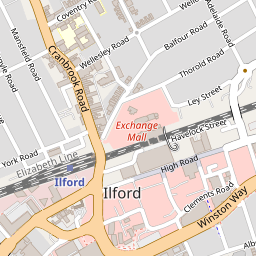 Coventry Road
Mansfield Road
Wellesley Road
Balfour Road
Adelaide
Cranbrook Road
Thorold Road
Ley Street
Exchange
Mall
Havelock Street
York Road
Elizabeth Line
High Road
Ilford
Ilford
Clements Road
Winston Way